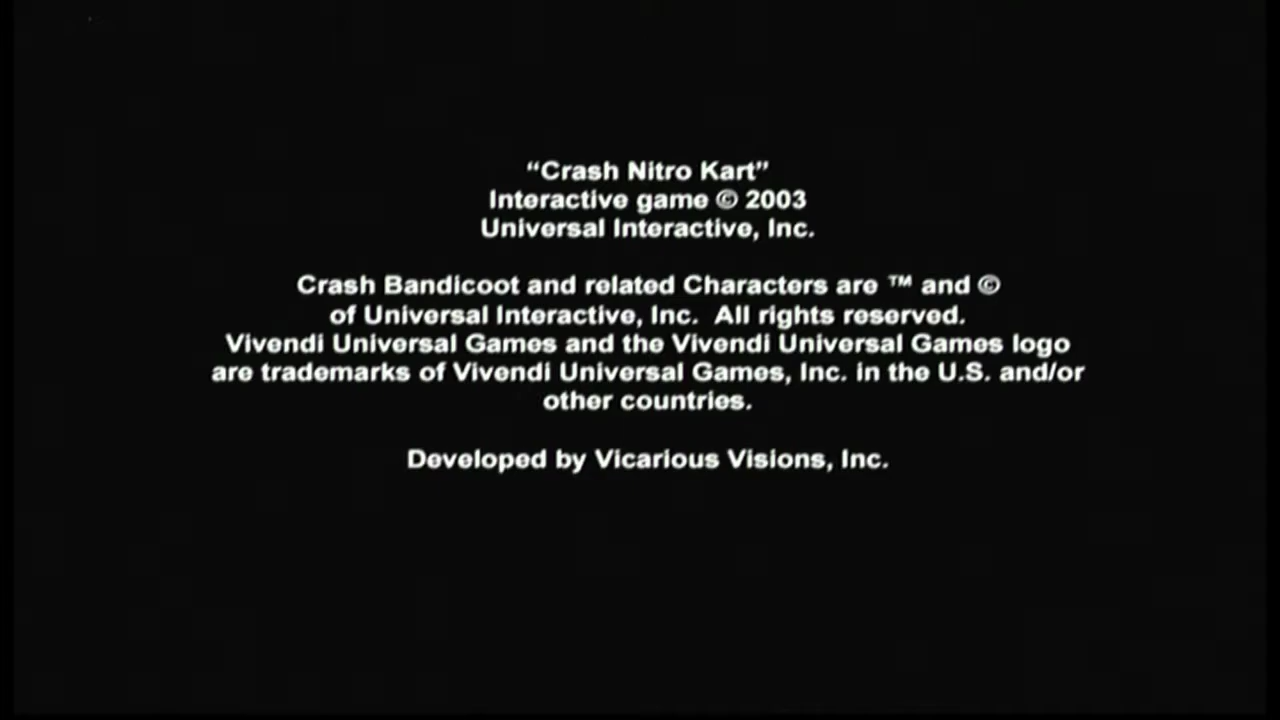 “Crash Nitro Kart”
Interactive game © 2003
Universal Interactive, Inc.
Crash Bandicoot and related Characters are ™ and ©
of Universal Interactive, Inc.  All rights reserved.
Vivendi Universal Games and the Vivendi Universal Games logo
are trademarks of Vivendi Universal Games, Inc. in the U.S. and/or
other countries.
Developed by Vicarious Visions, Inc.